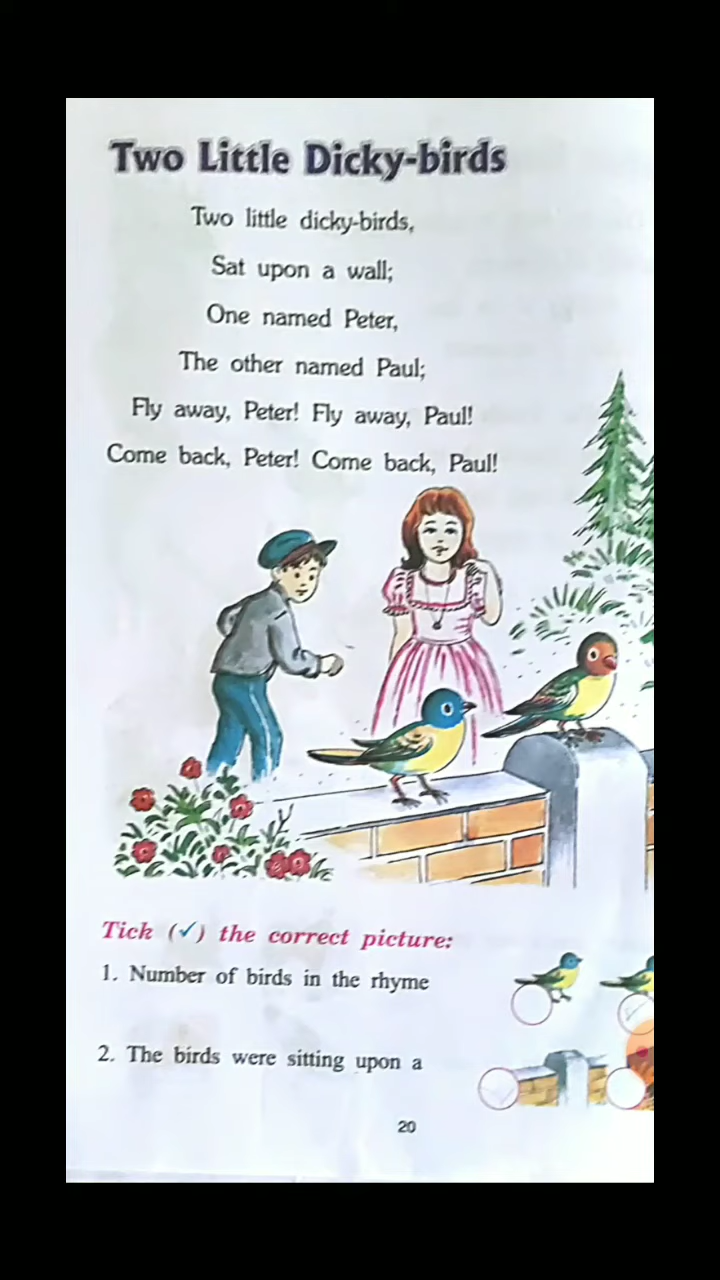 Two Little Dicky-birds
Two little dicky-birds,
Sat upon a wall;
One named Peter,
The other named Paul;
Fly away, Peter! Fly away, Paul!
Come back, Peter! Come back, Paul!
Tick (✓) the correct picture:
1. Number of birds in the rhyme
2. The birds were sitting upon a
20